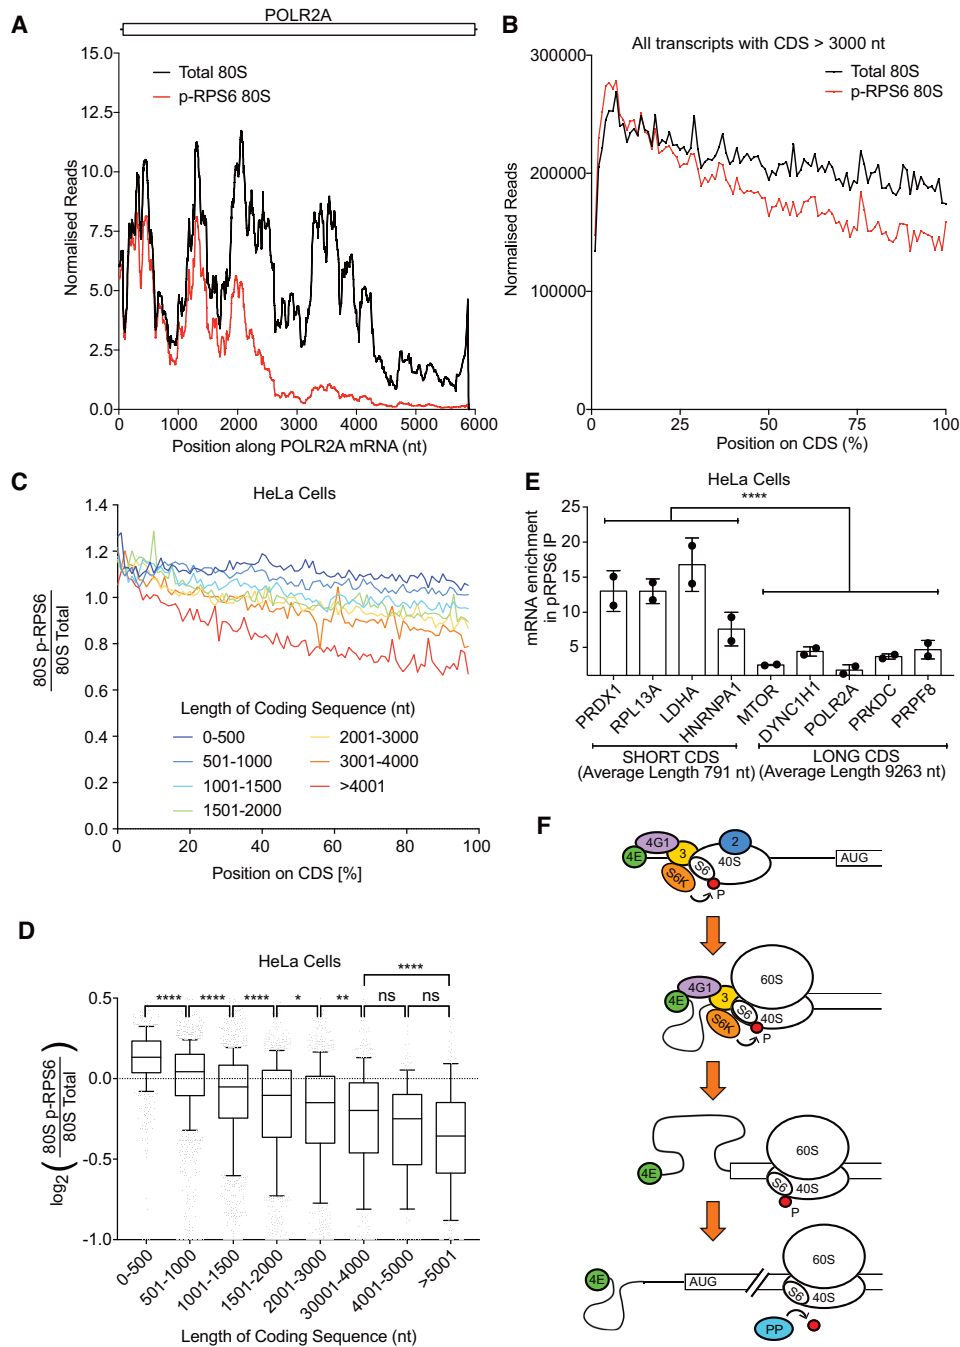 A
POLR2A
15.0
12.5
10.0
7.5
5.0
2.5
0.0
Normalised Reads
Total 80S
p-RPS6 80S
0
1000
2000
3000
4000
5000
6000
Position along POLR2A mRNA (nt)
B
All transcripts with CDS > 3000 nt
300000
200000
100000
0
Normalised Reads
Total 80S
p-RPS6 80S
0
25
50
75
100
Position on CDS (%)
C
HeLa Cells
1.4
1.2
1.0
0.8
0.6
0.4
0.2
0.0
80S p-RPS6
80S Total
Length of Coding Sequence (nt)
0-500
501-1000
1001-1500
1501-2000
2001-3000
3001-4000
>4001
0
20
40
60
80
100
Position on CDS [%]
D
HeLa Cells
****
****
****
****
*
**
ns
ns
0.5
0.0
-0.5
-1.0
log2(80S p-RPS6
80S Total)
0-500
501-1000
1001-1500
1501-2000
2001-3000
3001-4000
4001-5000
>5001
Length of Coding Sequence (nt)
E
HeLa Cells
****
25
20
15
10
5
mRNA enrichment
in pRPS6 IP
PRDX1
RPL13A
LDHA
HNRNPA1
MTOR
DYNC1H1
POLR2A
PRKDC
PRPF8
SHORT CDS
(Average Length 791 nt)
LONG CDS
(Average Length 9263 nt)
F
4G1
4E
3
2
S6
40S
S6K
P
AUG
60S
4G1
4E
3
S6
40S
S6K
P
60S
4E
S6
40S
P
60S
4E
AUG
S6
40S
PP